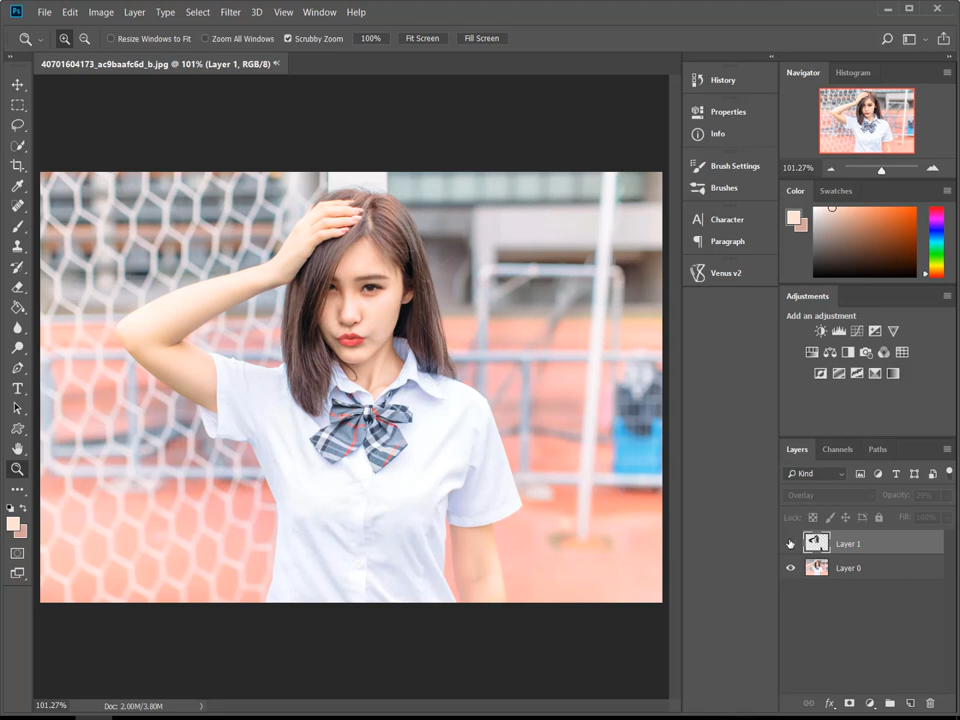 Ps File Edit Image Layer Type Select Filter 3D View Window Help
Resize Windows to Fit Zoom All Windows Scrubby Zoom 100% Fit Screen Fill Screen
40701604173_ac9baafc6d_b.jpg @ 101% (Layer 1, RGB/8) *
History
Properties
Info
Brush Settings
Brushes
Character
Paragraph
Venus v2
Navigator Histogram
101.27%
Color Swatches
Adjustments
Add an adjustment
Layers Channels Paths
Kind
Overlay Opacity: 29%
Lock: Fill: 100%
Layer 1
Layer 0
101.27% Doc: 2.00M/3.80M